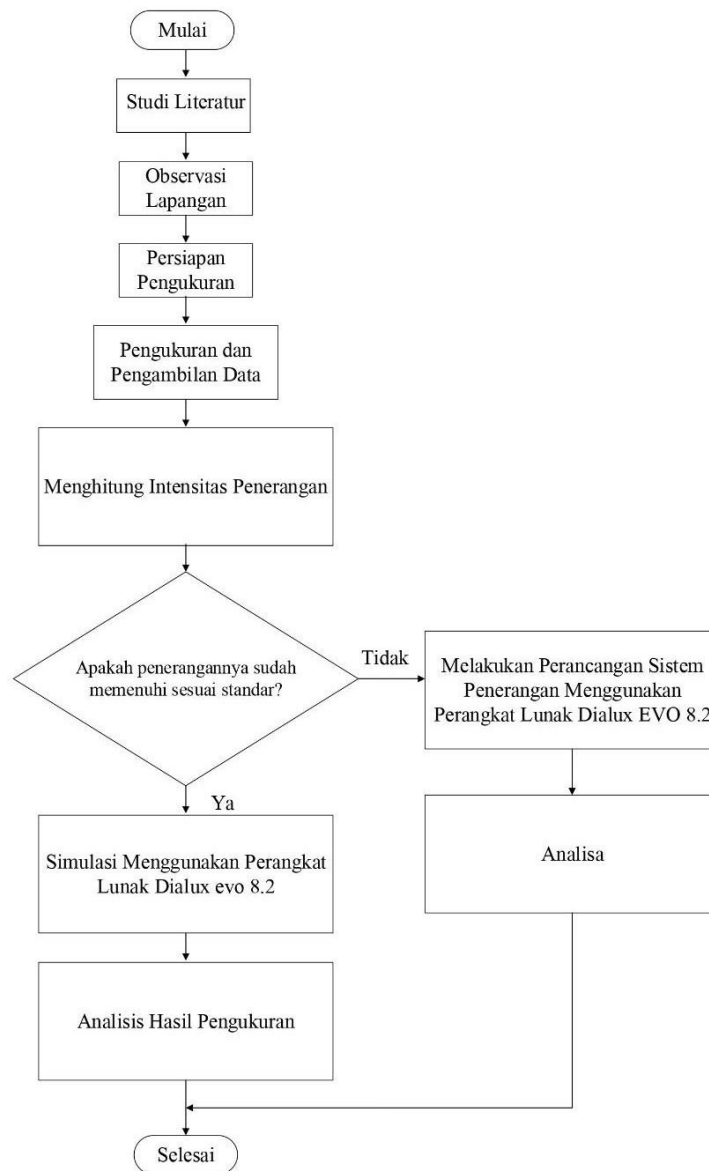 Mulai
Studi Literatur
Observasi
Lapangan
Persiapan
Pengukuran
Pengukuran dan
Pengambilan Data
Menghitung Intensitas Penerangan
Apakah penerangannya sudah
memenuhi sesuai standar?
Tidak
Melakukan Perancangan Sistem
Penerangan Menggunakan
Perangkat Lunak Dialux EVO 8.2
Analisa
Ya
Simulasi Menggunakan Perangkat
Lunak Dialux evo 8.2
Analisis Hasil Pengukuran
Selesai